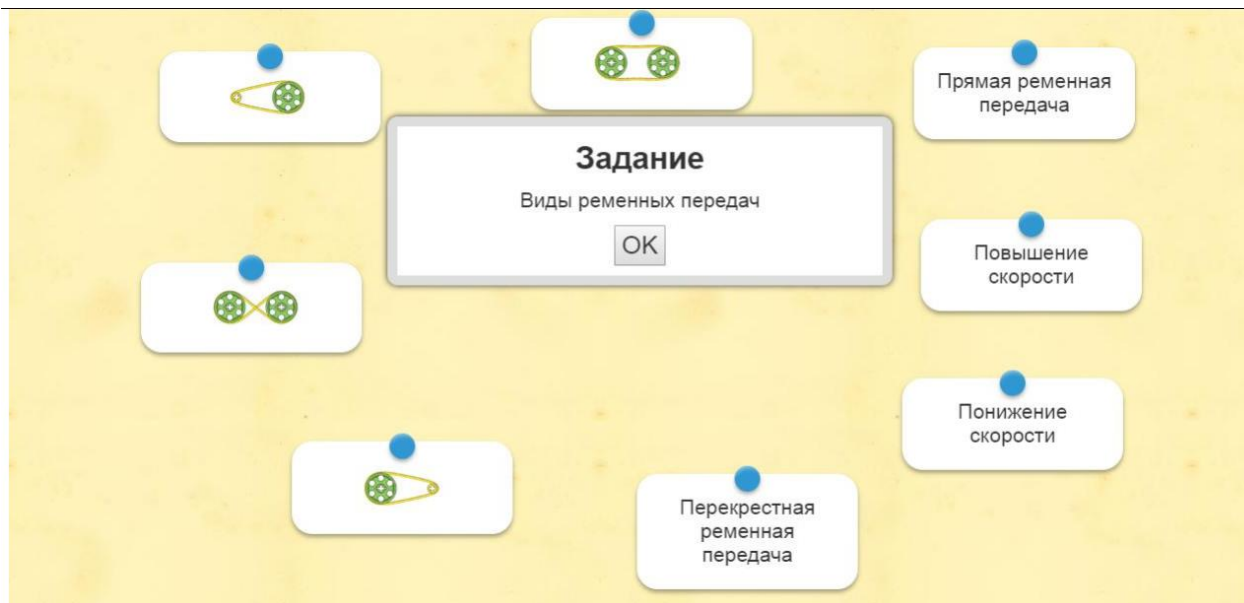 Прямая ременная
передача
Задание
Виды ременных передач
OK
Повышение
скорости
Понижение
скорости
Перекрестная
ременная
передача